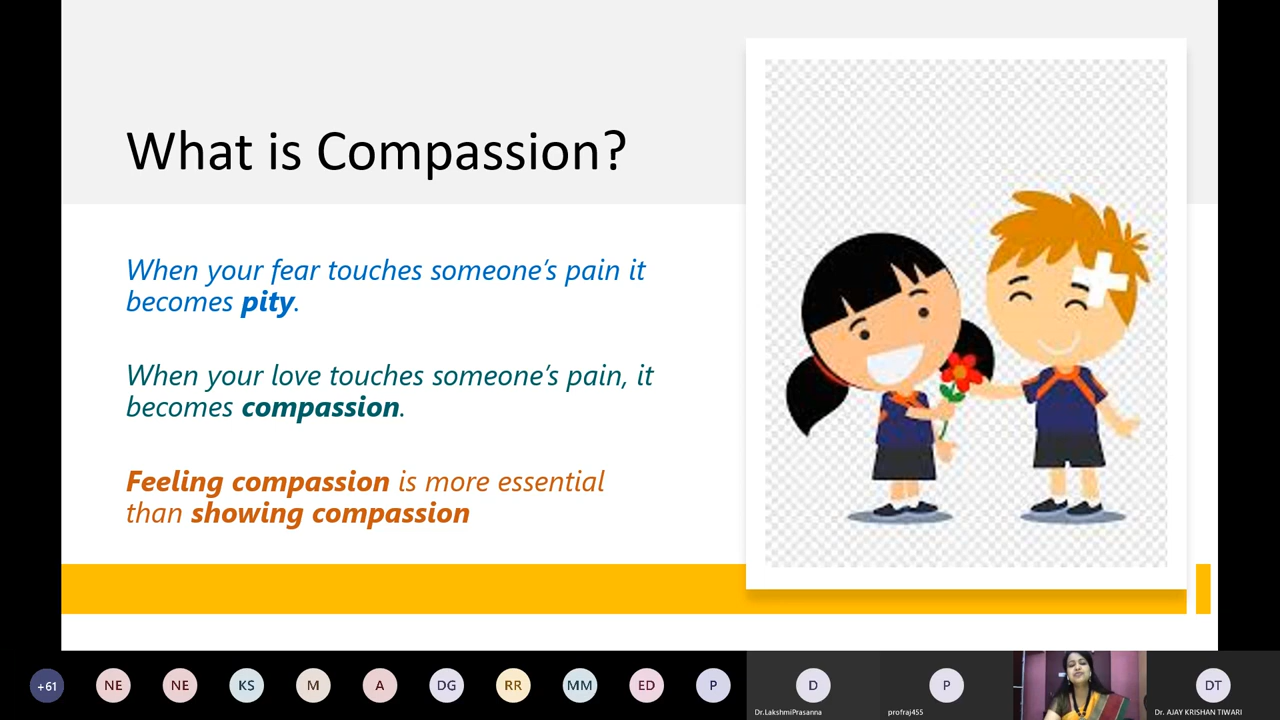 What is Compassion?
When your fear touches someone's pain it
becomes pity.
When your love touches someone's pain, it
becomes compassion.
Feeling compassion is more essential
than showing compassion
+61
NE
NE
KS
M
A
DG
RR
MM
ED
P
D
P
DT
Dr.LakshmiPrasanna
profraj455
Dr. AJAY KRISHAN TIWARI